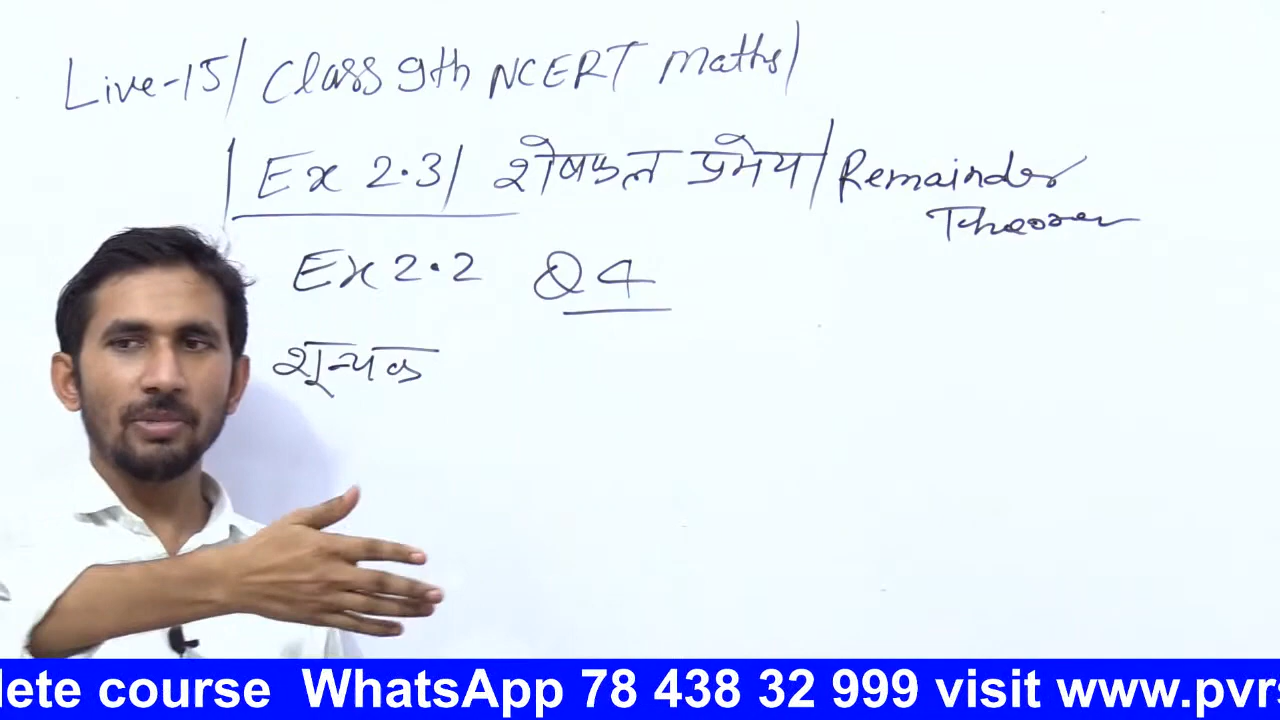 Live-15/ Class 9th NCERT Maths/
| Ex 2.3/ शेषफल प्रमेय/ Remainder
Theorem
Ex 2.2 Q4
शून्यक
lete course WhatsApp 78 438 32 999 visit www.pvrs